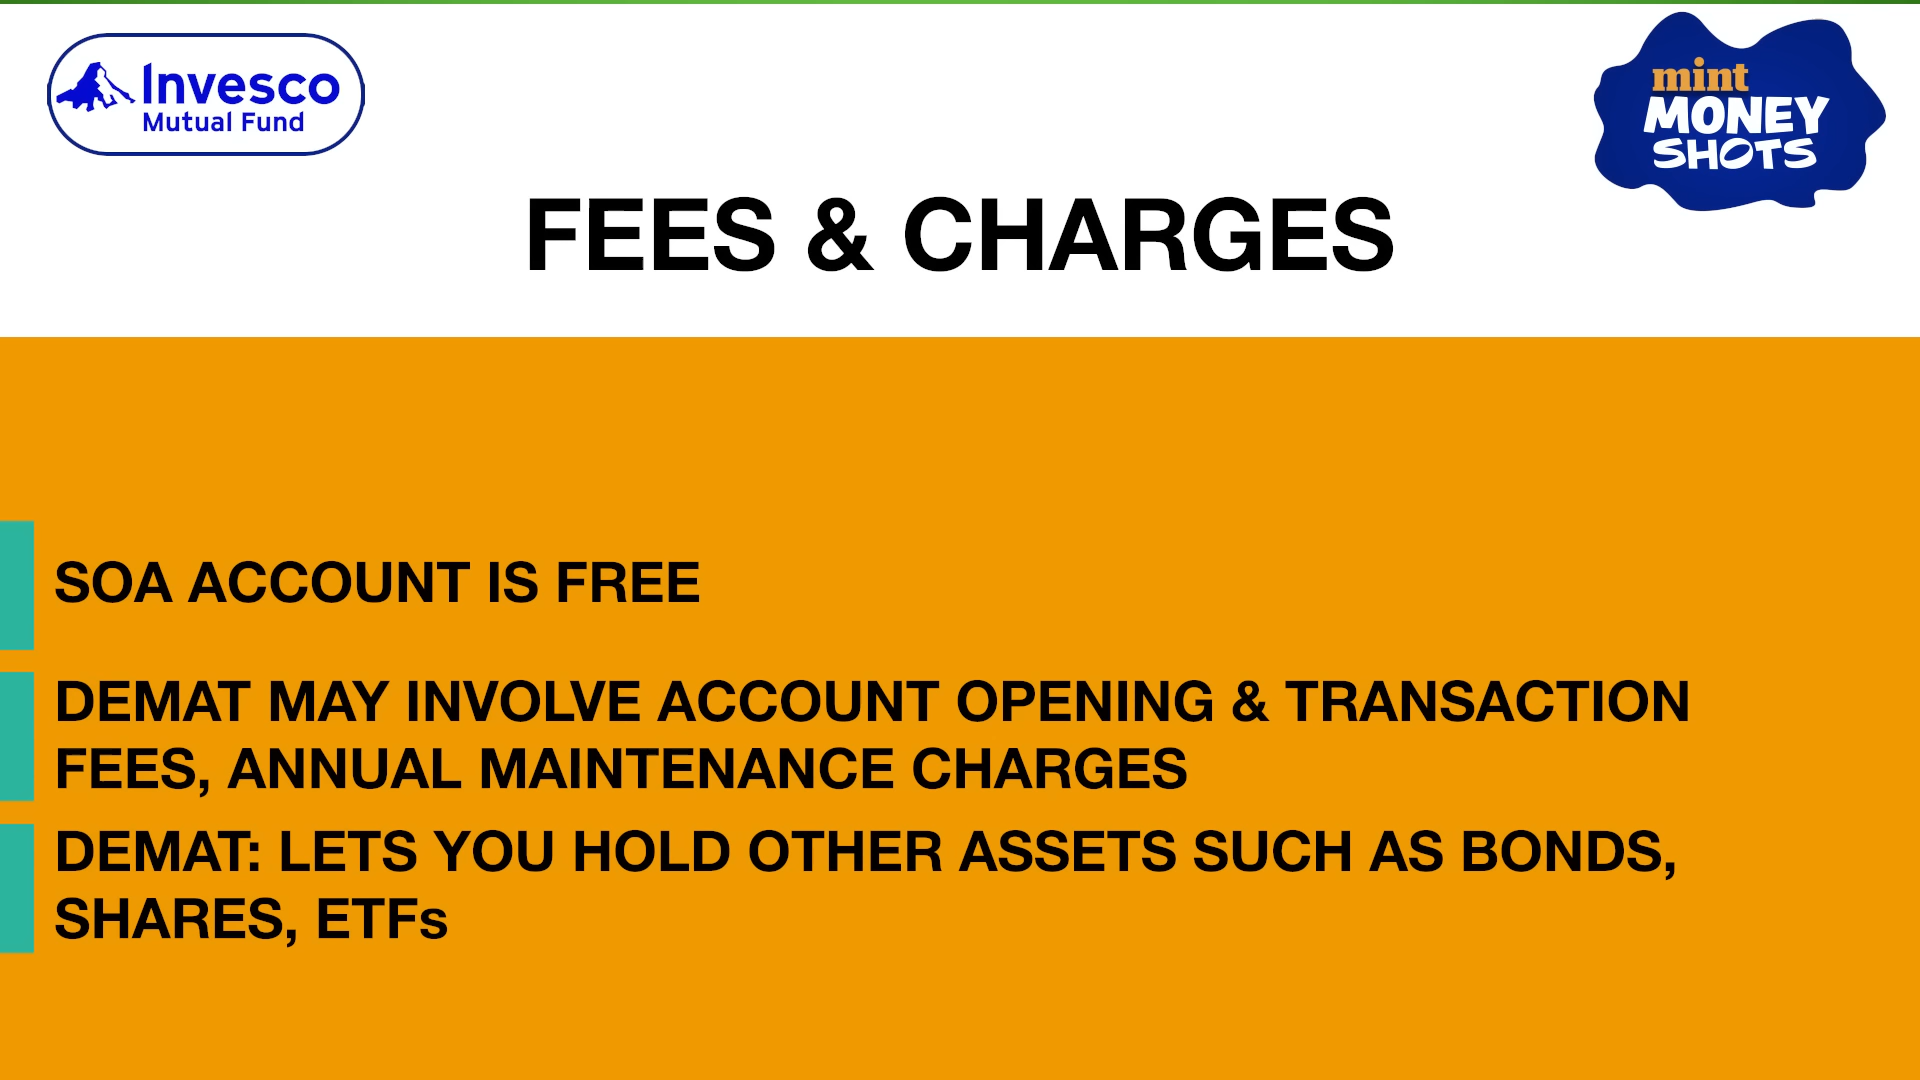 Invesco
Mutual Fund
mint
MONEY
SHOTS
FEES & CHARGES
SOA ACCOUNT IS FREE
DEMAT MAY INVOLVE ACCOUNT OPENING & TRANSACTION
FEES, ANNUAL MAINTENANCE CHARGES
DEMAT: LETS YOU HOLD OTHER ASSETS SUCH AS BONDS,
SHARES, ETFs